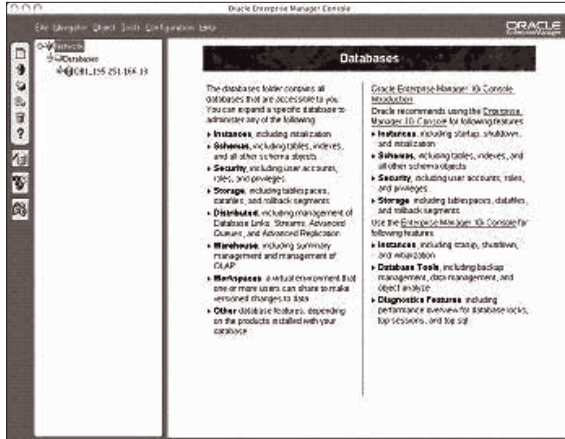 Oracle Enterprise Manager Console
File Navigator Object Tools Configuration Help
ORACLE
EnterpriseManager
Network
Databases
Databases
The databases folder contains all
databases that are accessible to you.
You can expand a specific database to
administer any of the following:
Instances, including initialization
Schemas, including tables, indexes,
and all other schema objects
Security, including user accounts,
roles, and privileges
Storage, including tablespaces,
datafiles, and rollback segments
Distributed, including management of
Database Links, Streams, Advanced
Queues, and Advanced Replication
Warehouse, including summary
management and management of
OLAP
Workspaces, a virtual environment that
one or more users can share to make
versioned changes to data
Other database features, depending
on the products installed with your
database
Oracle Enterprise Manager 10i Console
Introduction
Oracle recommends using the Enterprise
Manager 10i Console for following features
Instances, including startup, shutdown,
and initialization
Schemas, including tables, indexes, and
all other schema objects
Security, including user accounts, roles,
and privileges
Storage, including tablespaces, datafiles,
and rollback segments
Use the Enterprise Manager 10i Console for
following features
Instances, including startup, shutdown,
and initialization
Database Tools, including backup
management, data management, and
object analyze
Diagnostics Features, including
performance overview for database locks,
top sessions, and top sql